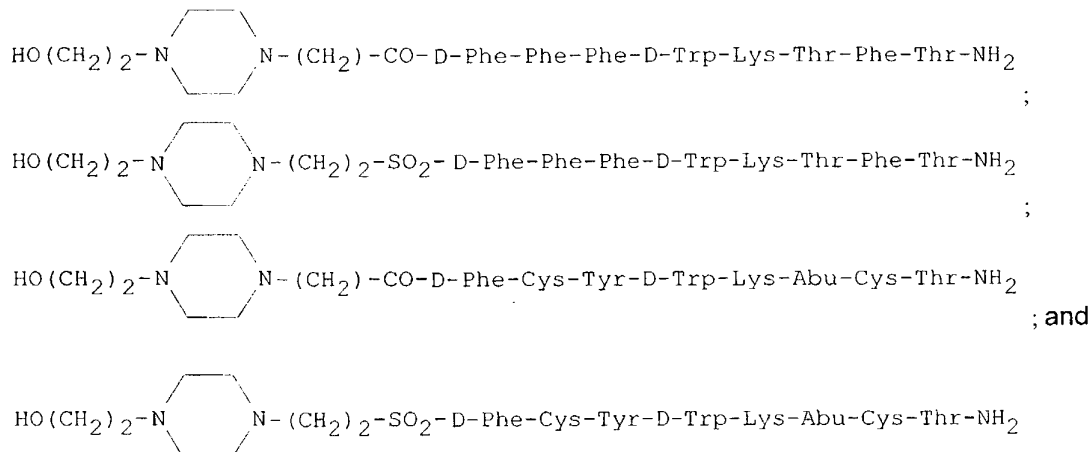 HO(CH₂)₂-N N-(CH₂)-CO-D-Phe-Phe-Phe-D-Trp-Lys-Thr-Phe-Thr-NH₂ ;
HO(CH₂)₂-N N-(CH₂)₂-SO₂-D-Phe-Phe-Phe-D-Trp-Lys-Thr-Phe-Thr-NH₂ ;
HO(CH₂)₂-N N-(CH₂)-CO-D-Phe-Cys-Tyr-D-Trp-Lys-Abu-Cys-Thr-NH₂ ; and
HO(CH₂)₂-N N-(CH₂)₂-SO₂-D-Phe-Cys-Tyr-D-Trp-Lys-Abu-Cys-Thr-NH₂